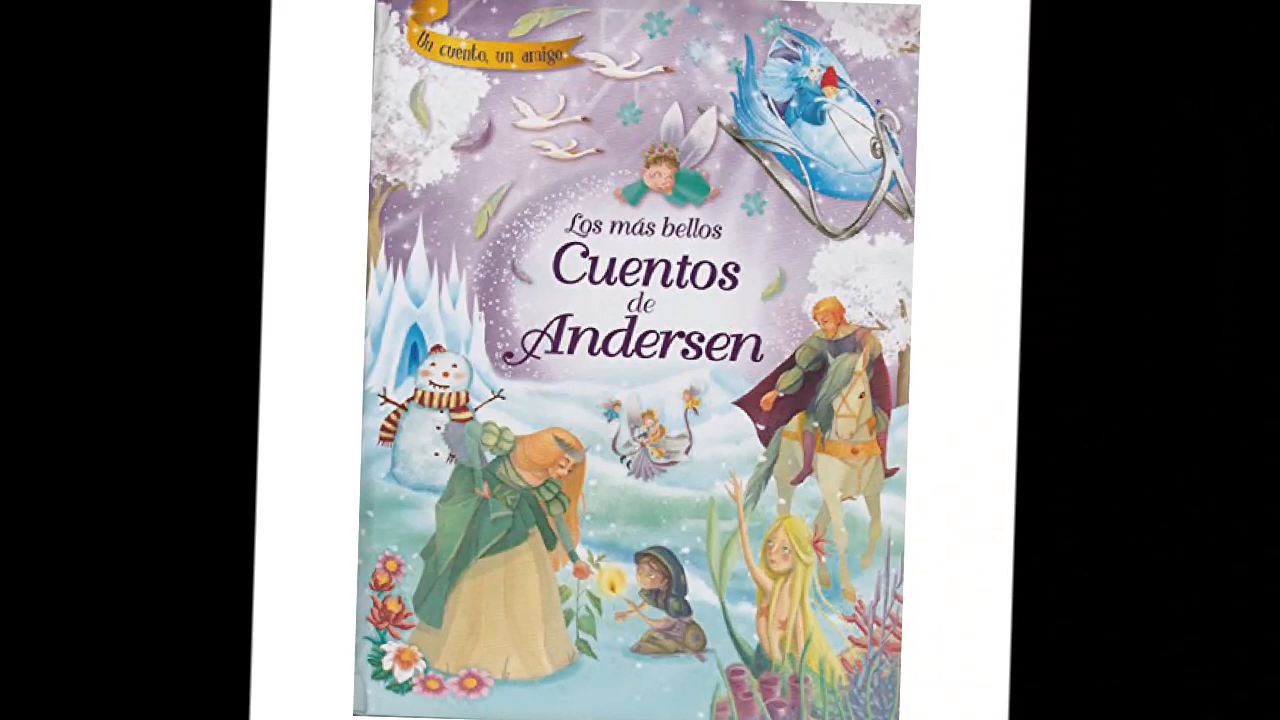 Un cuento, un amigo
Los más bellos
Cuentos
de
Andersen